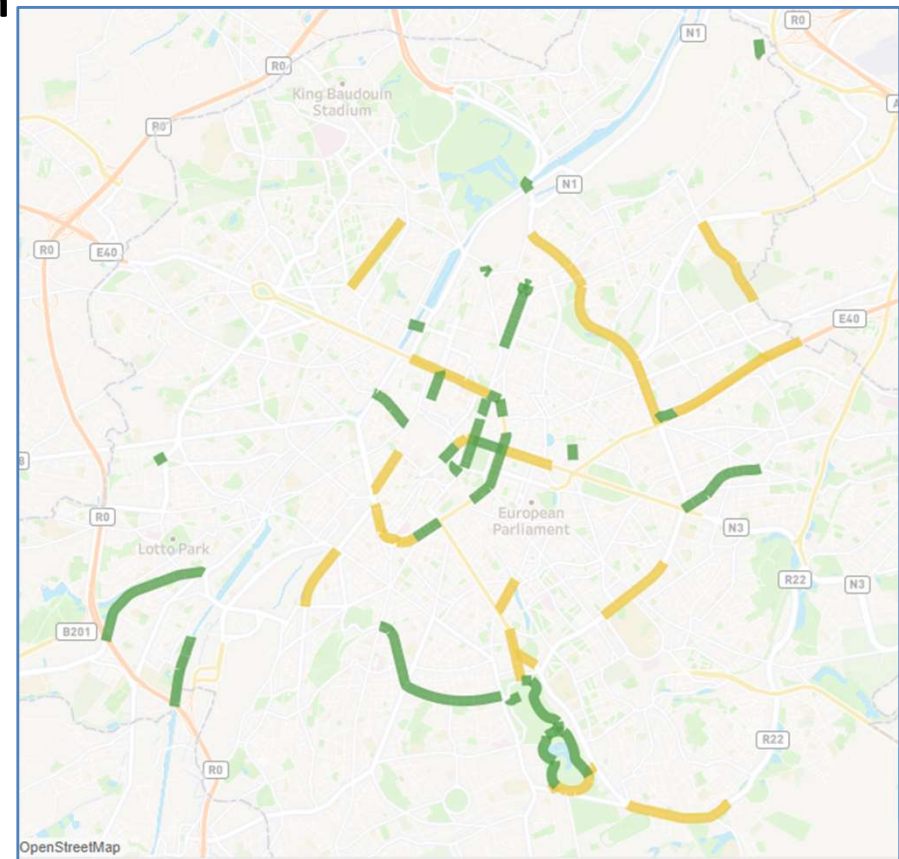 N1
R0
R0
King Baudouin
Stadium
A
R0
N1
R0
E40
E40
R0
European
Parliament
N3
Lotto Park
R22
N3
B201
R22
R0
OpenStreetMap